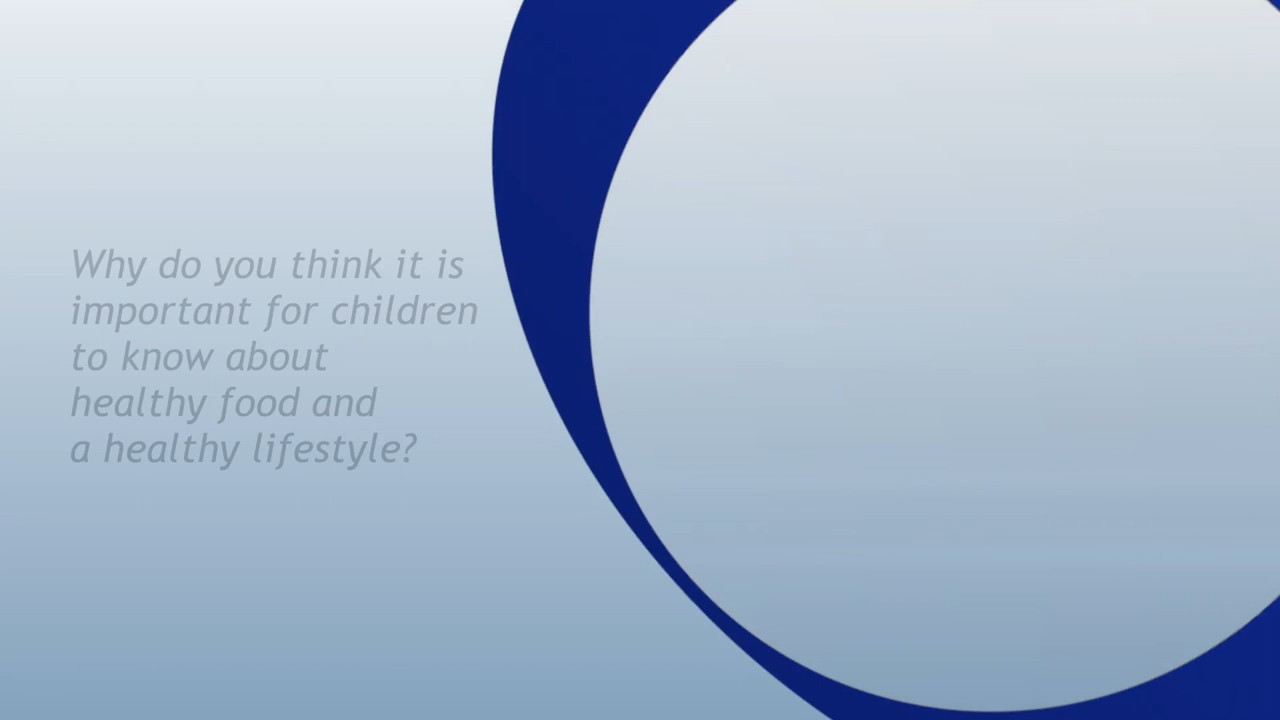 Why do you think it is
important for children
to know about
healthy food and
a healthy lifestyle?